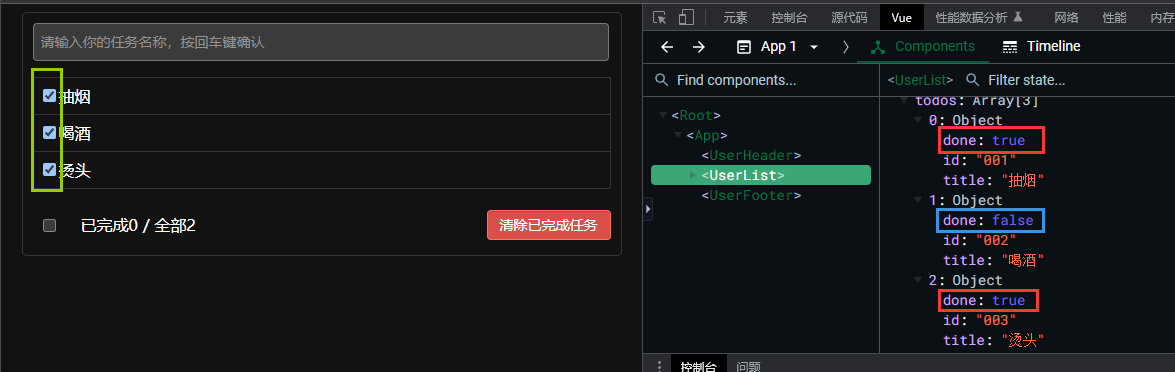 请输入你的任务名称，按回车键确认
抽烟
喝酒
烫头
已完成0 / 全部2
清除已完成任务
元素 控制台 源代码 Vue 性能数据分析 网络 性能 内存
App 1 Components Timeline
Find components...
<UserList> Filter state...
<Root>
<App>
<UserHeader>
<UserList>
<UserFooter>
todos: Array[3]
0: Object
done: true
id: "001"
title: "抽烟"
1: Object
done: false
id: "002"
title: "喝酒"
2: Object
done: true
id: "003"
title: "烫头"
控制台 问题